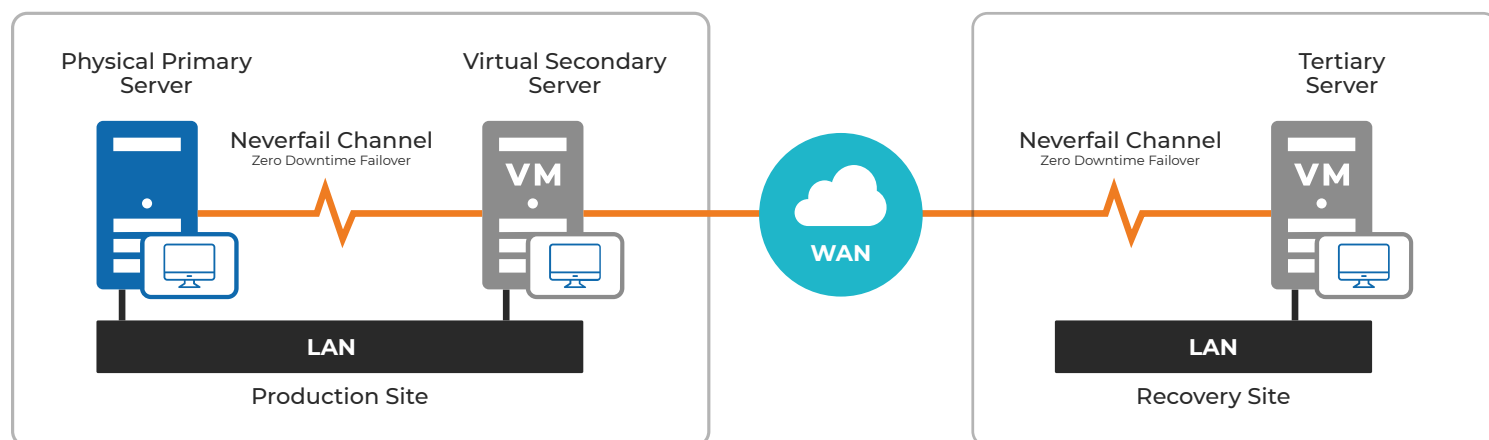 Physical Primary
Server
Virtual Secondary
Server
Neverfail Channel
Zero Downtime Failover
VM
LAN
Production Site
WAN
Tertiary
Server
Neverfail Channel
Zero Downtime Failover
VM
LAN
Recovery Site